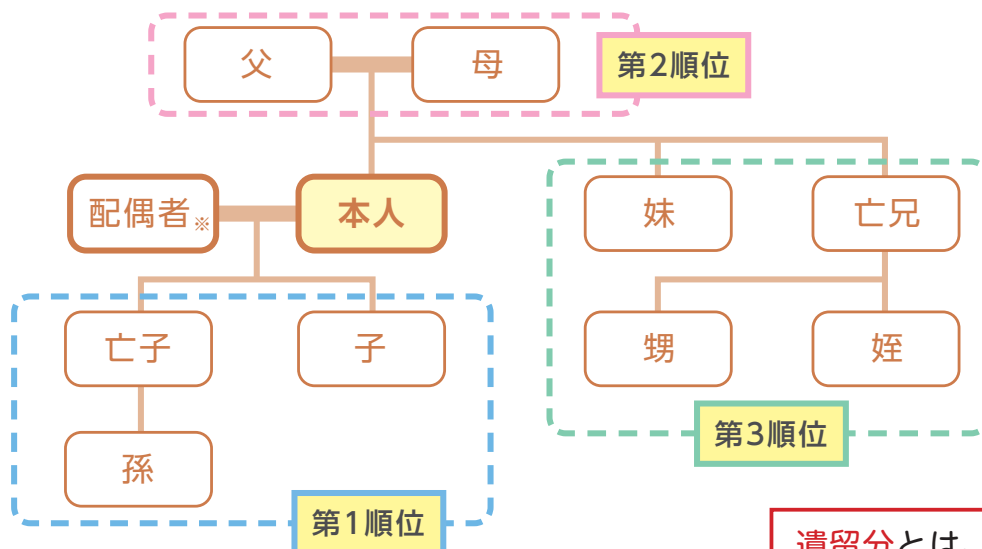 父
母
第2順位
配偶者※
本人
妹
亡兄
亡子
子
甥
姪
孫
第3順位
第1順位
遺留分とは